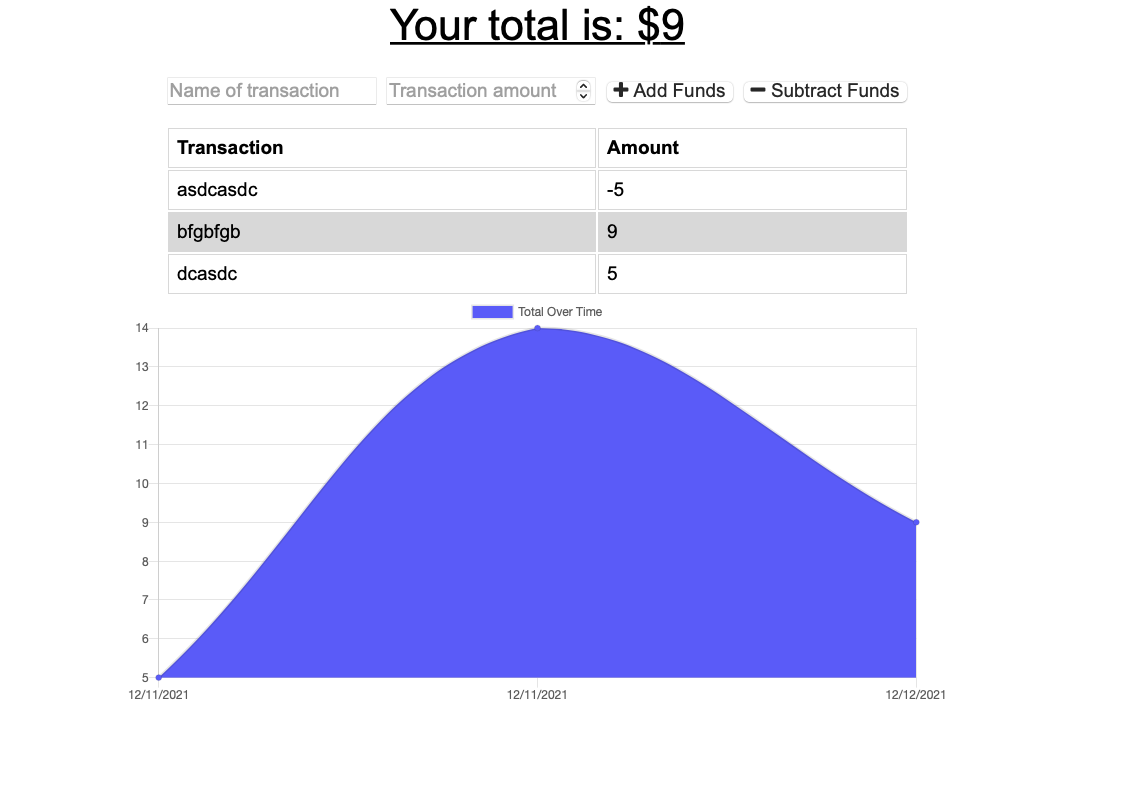 Your total is: $9
Name of transaction Transaction amount Add Funds Subtract Funds
Transaction Amount
asdcasdc -5
bfgbfgb 9
dcasdc 5
Total Over Time
14
13
12
11
10
9
8
7
6
5
12/11/2021 12/11/2021 12/12/2021